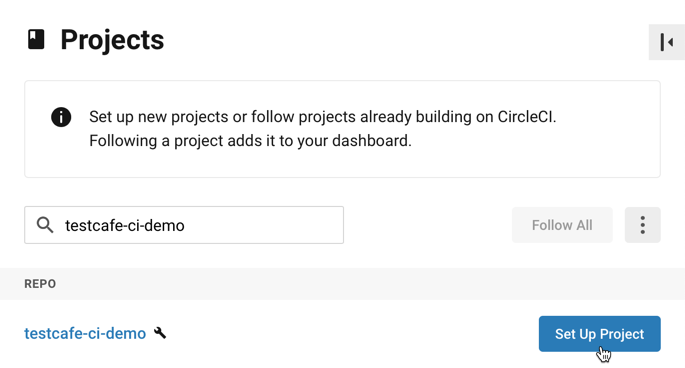 Projects
Set up new projects or follow projects already building on CircleCI.
Following a project adds it to your dashboard.
testcafe-ci-demo
Follow All
REPO
testcafe-ci-demo
Set Up Project